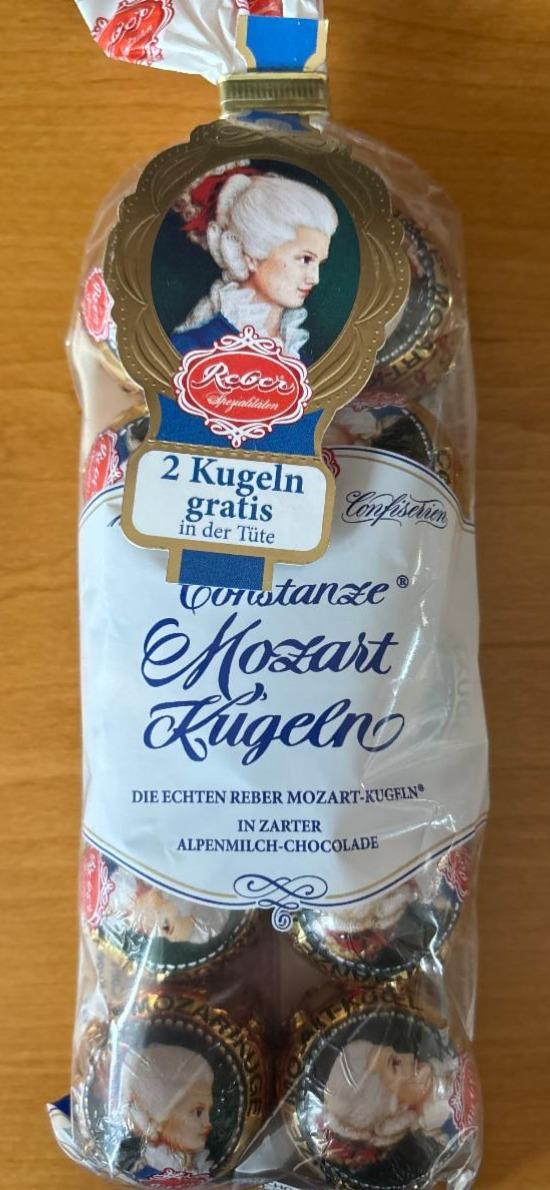 Reber
Spezialitäten
2 Kugeln
gratis
in der Tüte
Confiserien
Constanze®
Mozart
Kugeln
DIE ECHTEN REBER MOZART-KUGELN®
IN ZARTER
ALPENMILCH-CHOCOLADE